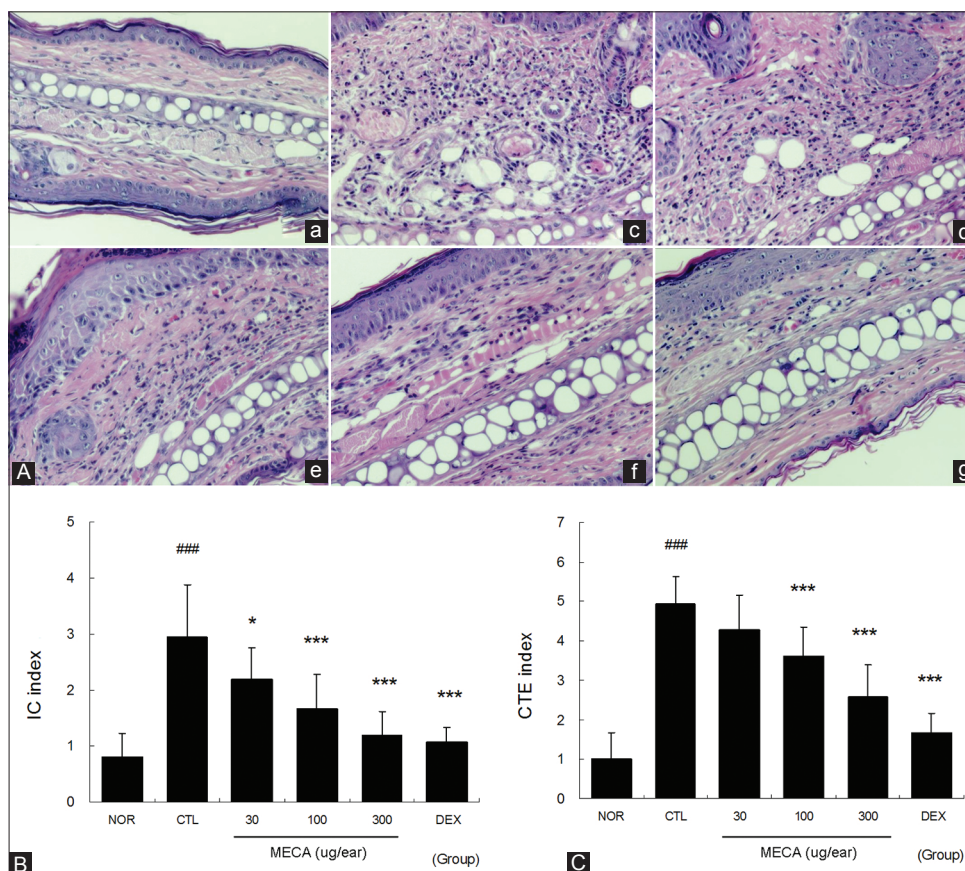 a
c
d
A
e
f
g
5
4
3
2
1
0
IC index
###
*
***
***
***
NOR
CTL
30
100
300
DEX
MECA (ug/ear)
(Group)
B
7
6
5
4
3
2
1
0
CTE index
###
***
***
***
NOR
CTL
30
100
300
DEX
MECA (ug/ear)
(Group)
C